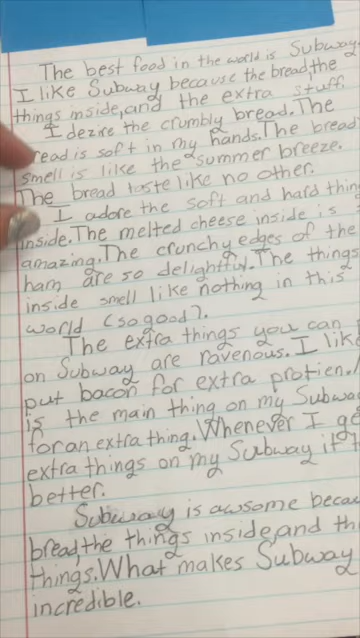 The best food in the world is Subway
I like Subway because the bread, the
things inside, and the extra stuff.
I dezire the crumbly bread. The
bread is soft in my hands. The bread
smell is like the summer breeze.
The bread taste like no other.
I adore the soft and hard thing
inside. The melted cheese inside is
amazing. The crunchy edges of the
ham are so delightful. The things
inside smell like nothing in this
world (so good).
The extra things you can
on Subway are ravenous. I like
put bacon for extra protien.
is the main thing on my Subwa
for an extra thing. Whenever I ge
extra things on my Subway it
better.
Subway is awsome becau
bread, the things inside, and th
things. What makes Subway
incredible.